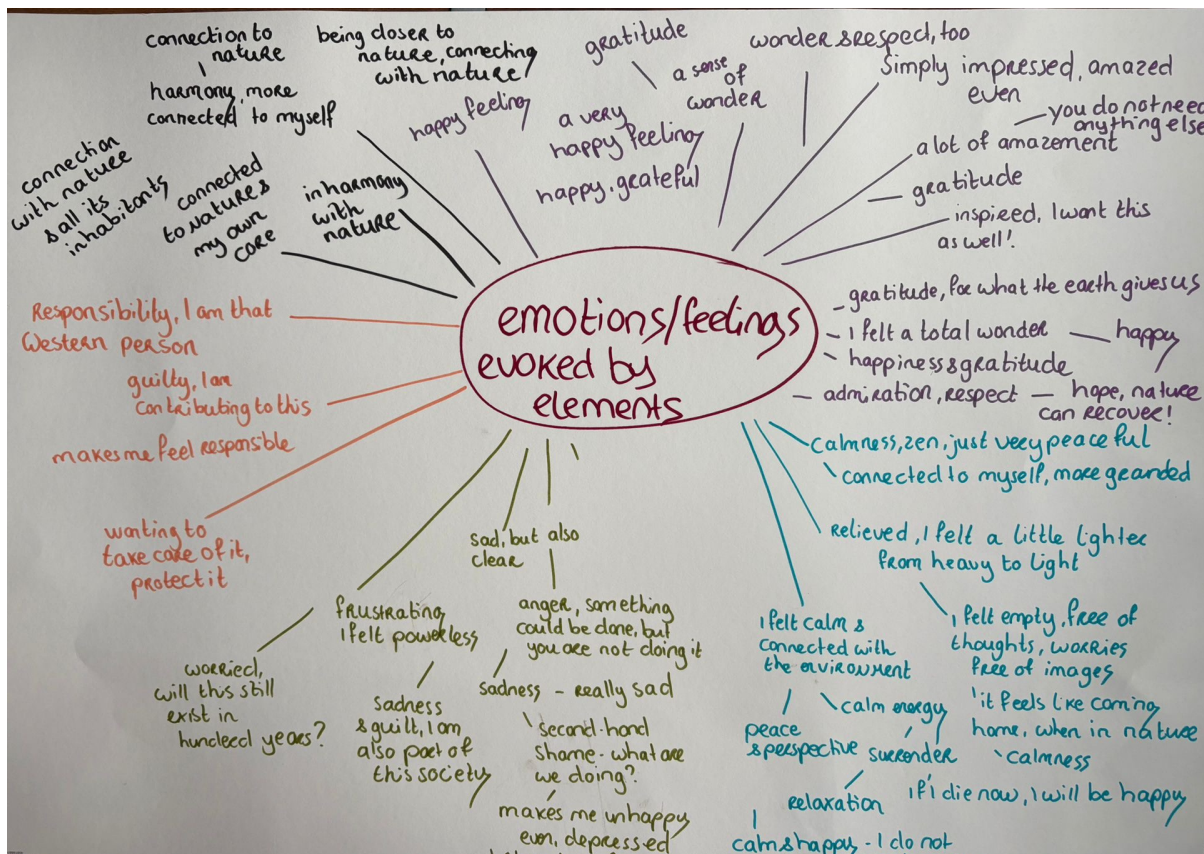 emotions/feelings
evoked by
elements
connection to
nature
harmony, more
connected to myself
being closer to
nature, connecting
with nature
connection
with nature
& all its
inhabitants
connected
to nature &
my own
core
in harmony
with
nature
happy feeling
gratitude
a sense
of
wonder
a very
happy feeling
happy, grateful
wonder & respect, too
Simply impressed, amazed
even
you do not need
anything else
a lot of amazement
gratitude
inspired, I want this
as well!
gratitude, for what the earth gives us
I felt a total wonder
happy
happiness & gratitude
admiration, respect
hope, nature
can recover!
calmness, zen, just very peaceful
connected to myself, more granded
Relieved, I felt a little lighter
from heavy to light
I felt empty, free of
thoughts, worries
free of images
it feels like coming
home, when in nature
calmness
If I die now, I will be happy
I felt calm &
connected with
the environment
calm energy
peace
& perspective
surrender
relaxation
calm & happy - I do not
sad, but also
clear
anger, something
could be done, but
you are not doing it
sadness - really sad
second-hand
shame - what are
we doing?
makes me unhappy
even, depressed
frustrating
I felt powerless
sadness
& guilt, I am
also part of
this society
worried,
will this still
exist in
hundred years?
Responsibility, I am that
Western person
guilty, I am
contributing to this
makes me feel responsible
wanting to
take care of it,
protect it